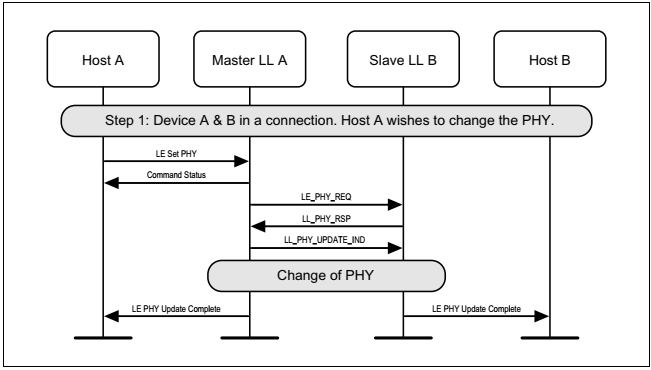 Host A
Master LL A
Slave LL B
Host B
Step 1: Device A & B in a connection. Host A wishes to change the PHY.
LE Set PHY
Command Status
LE_PHY_REQ
LL_PHY_RSP
LL_PHY_UPDATE_IND
Change of PHY
LE PHY Update Complete
LE PHY Update Complete